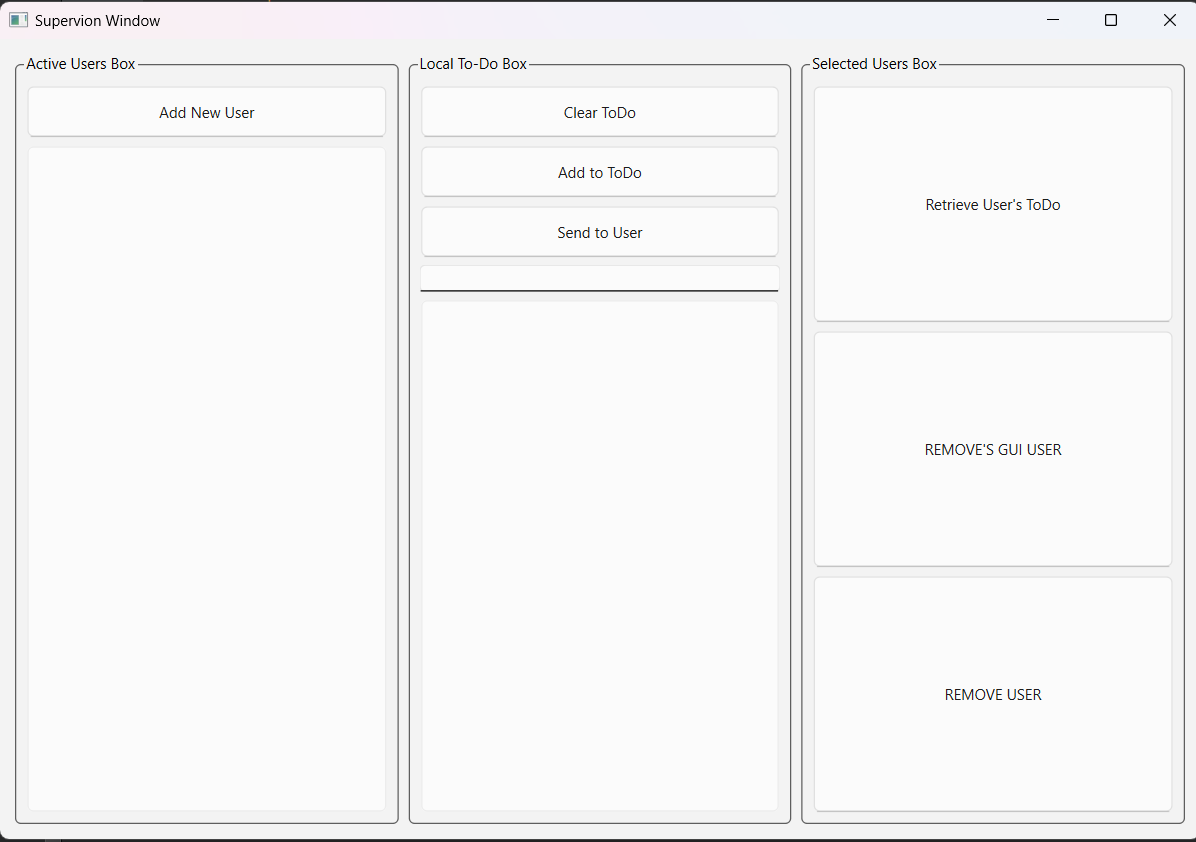 Supervion Window
Active Users Box
Add New User
Local To-Do Box
Clear ToDo
Add to ToDo
Send to User
Selected Users Box
Retrieve User's ToDo
REMOVE'S GUI USER
REMOVE USER